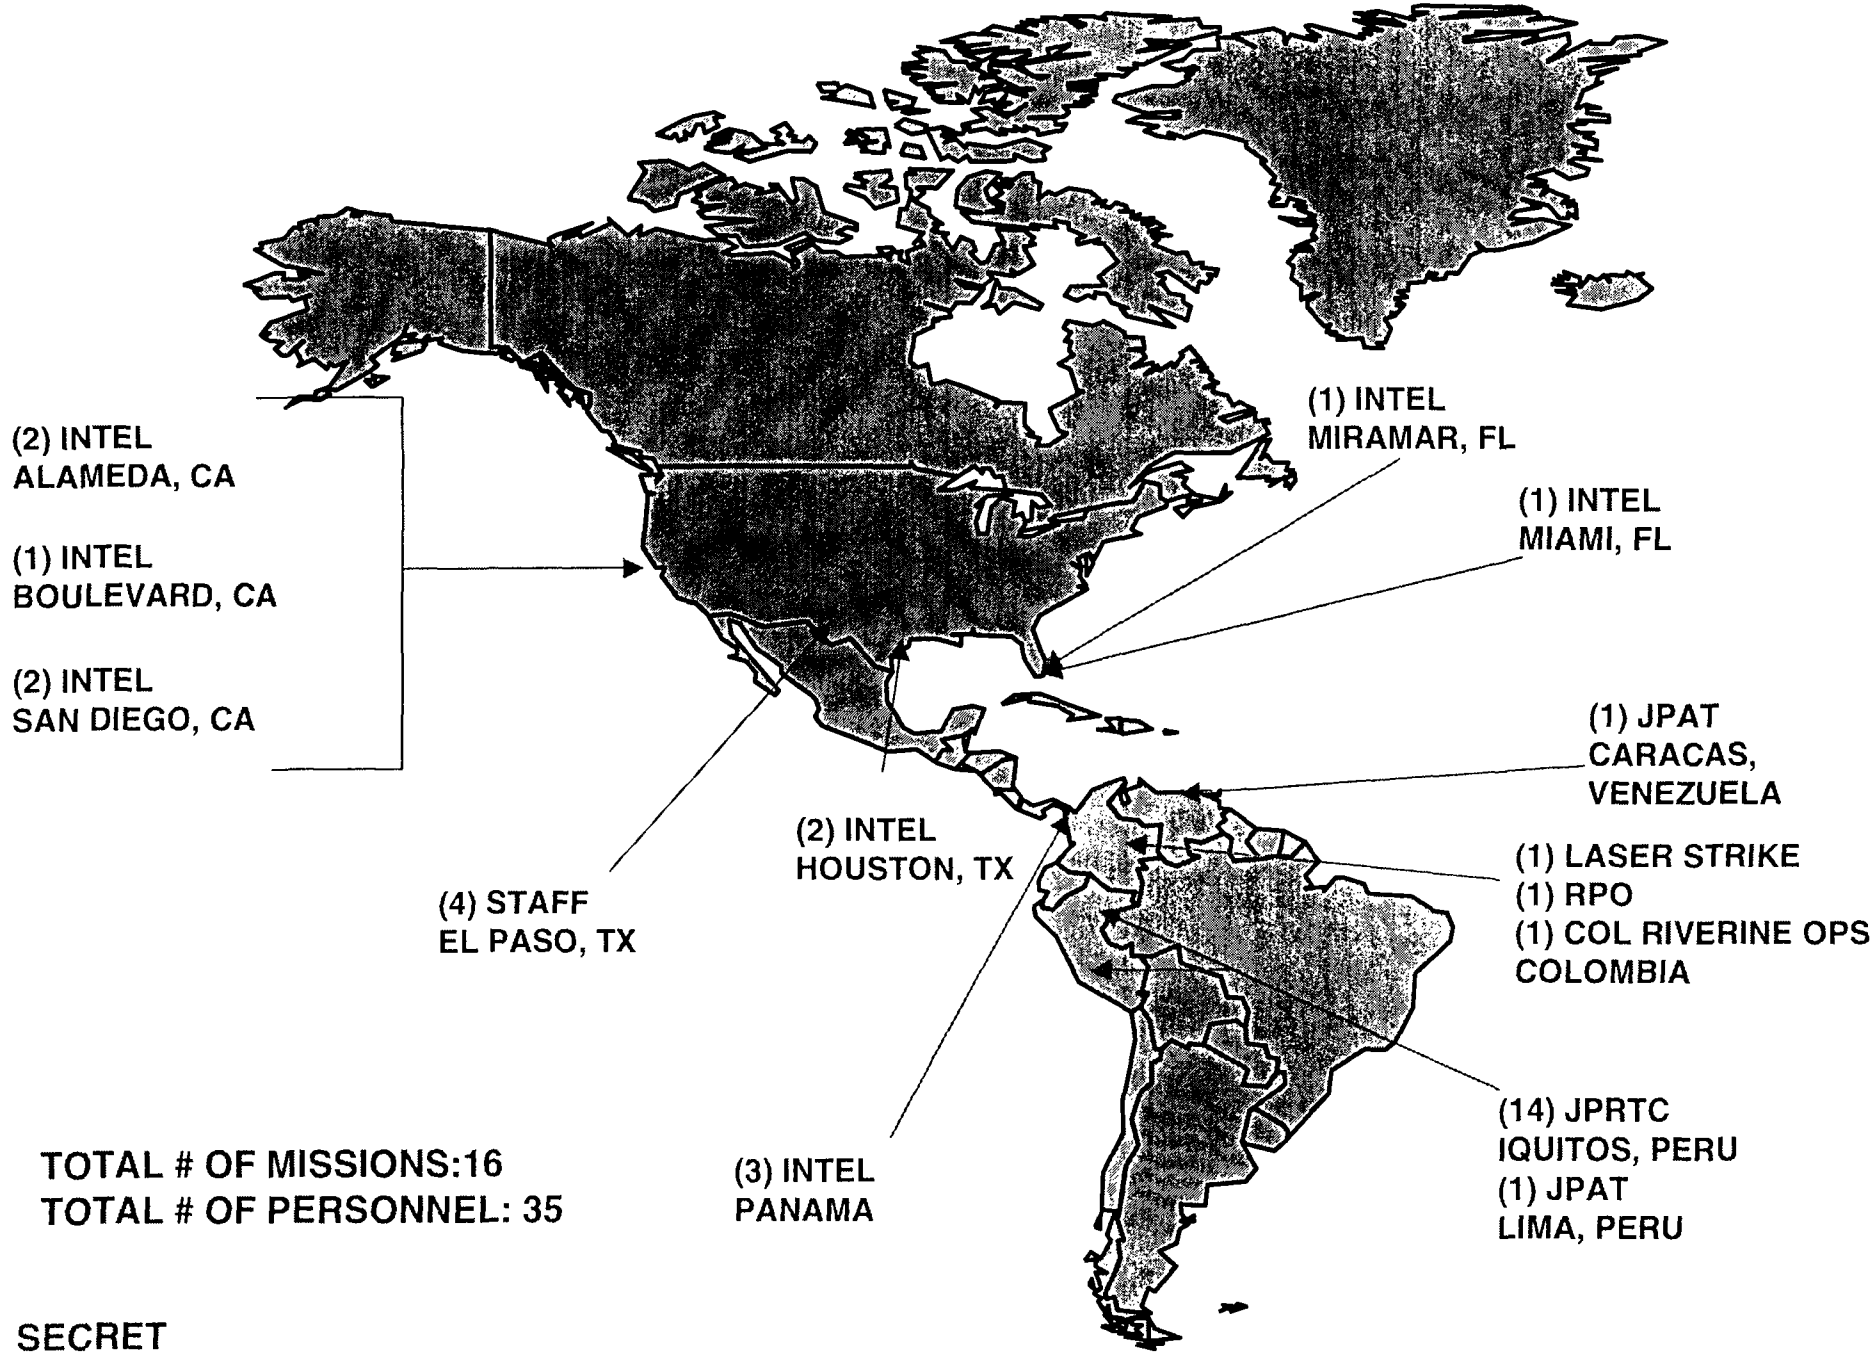 (2) INTEL
ALAMEDA, CA
(1) INTEL
BOULEVARD, CA
(2) INTEL
SAN DIEGO, CA
(1) INTEL
MIRAMAR, FL
(1) INTEL
MIAMI, FL
(4) STAFF
EL PASO, TX
(2) INTEL
HOUSTON, TX
(1) JPAT
CARACAS,
VENEZUELA
(1) LASER STRIKE
(1) RPO
(1) COL RIVERINE OPS
COLOMBIA
(3) INTEL
PANAMA
(14) JPRTC
IQUITOS, PERU
(1) JPAT
LIMA, PERU
TOTAL # OF MISSIONS:16
TOTAL # OF PERSONNEL: 35
SECRET